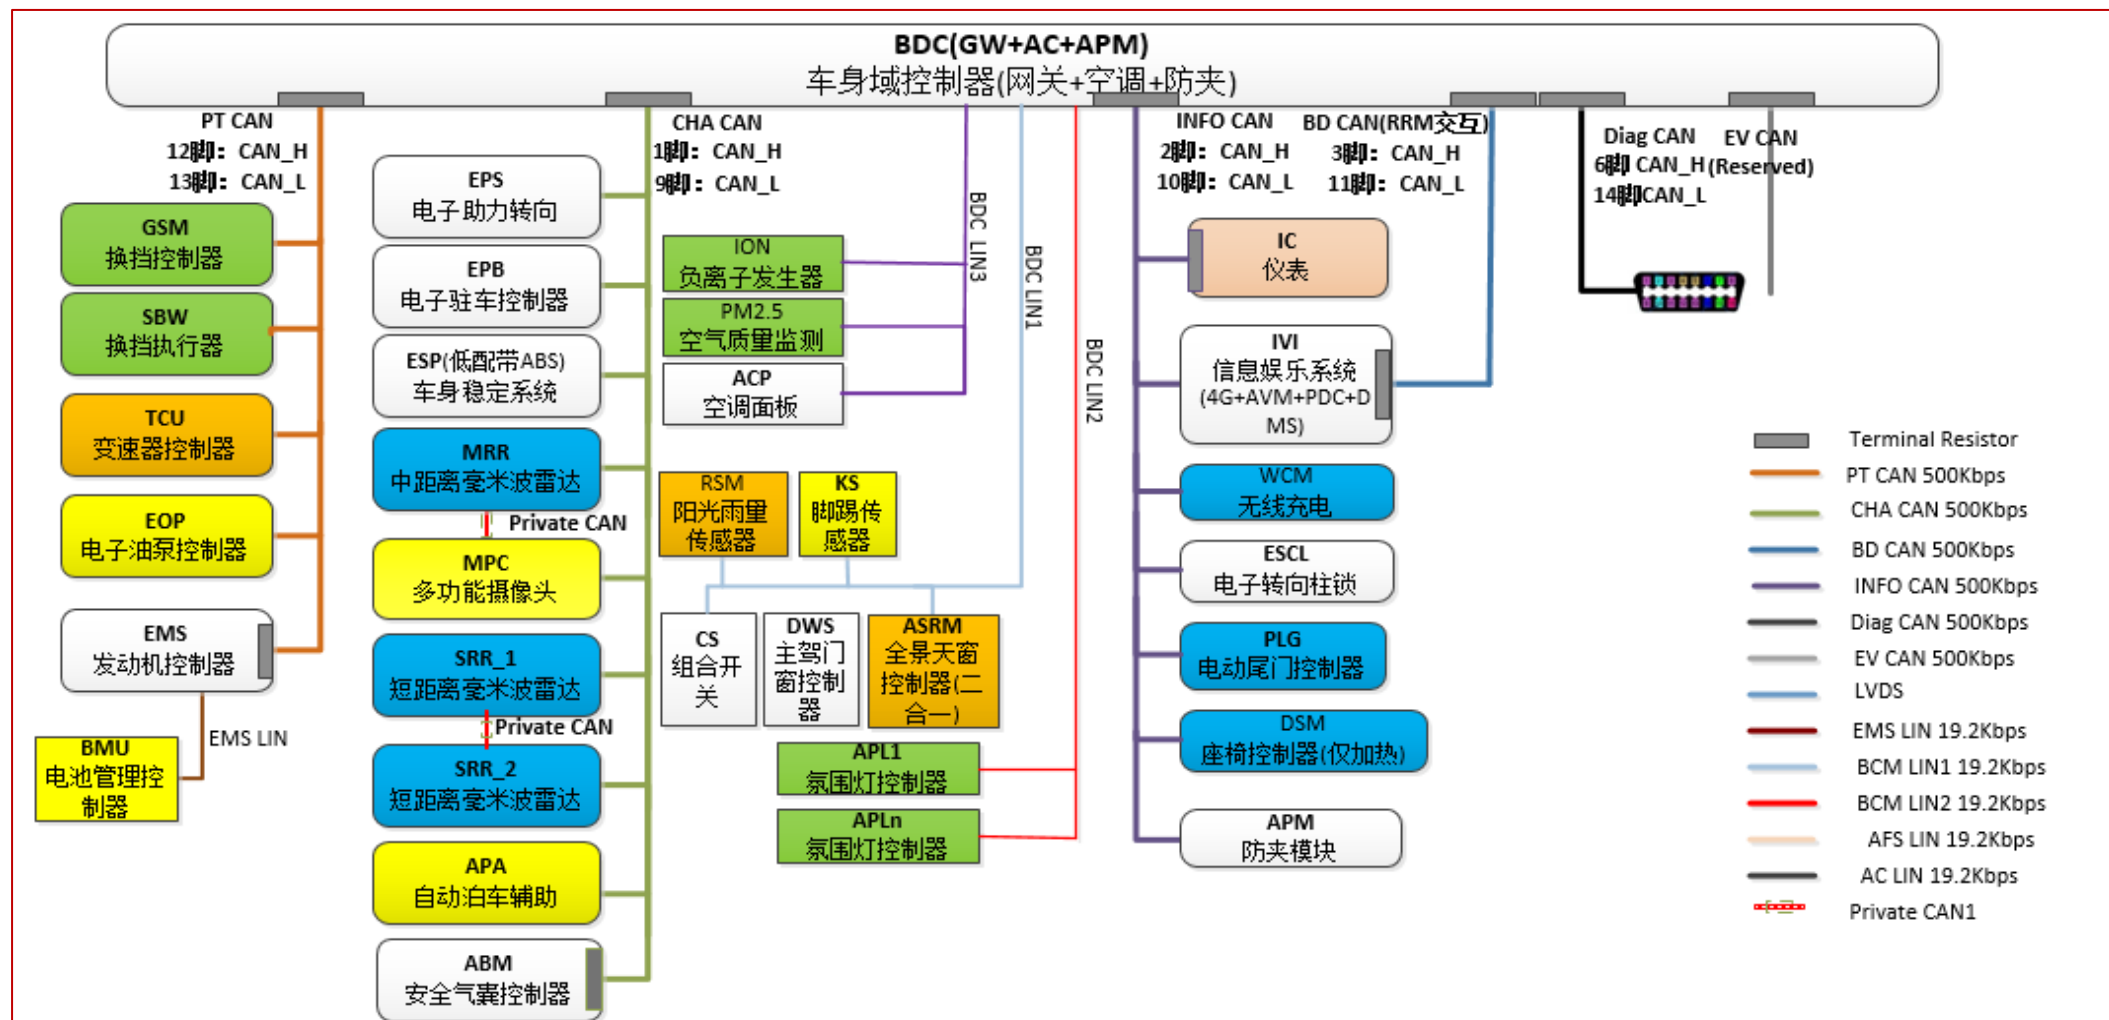 BDC(GW+AC+APM)
车身域控制器(网关+空调+防夹)
PT CAN
12脚：CAN_H
13脚：CAN_L
GSM
换挡控制器
SBW
换挡执行器
TCU
变速器控制器
EOP
电子油泵控制器
EMS
发动机控制器
EMS LIN
BMU
电池管理控
制器
CHA CAN
1脚：CAN_H
9脚：CAN_L
EPS
电子助力转向
EPB
电子驻车控制器
ESP(低配带ABS)
车身稳定系统
MRR
中距离毫米波雷达
Private CAN
MPC
多功能摄像头
SRR_1
短距离毫米波雷达
Private CAN
SRR_2
短距离毫米波雷达
APA
自动泊车辅助
ABM
安全气囊控制器
BDC LIN3
ION
负离子发生器
PM2.5
空气质量监测
ACP
空调面板
BDC LIN1
RSM
阳光雨量
传感器
KS
脚踢传
感器
CS
组合开
关
DWS
主驾门
窗控制
器
ASRM
全景天窗
控制器(二
合一)
BDC LIN2
APL1
氛围灯控制器
APLn
氛围灯控制器
INFO CAN
2脚：CAN_H
10脚：CAN_L
BD CAN(RRM交互)
3脚：CAN_H
11脚：CAN_L
IC
仪表
IVI
信息娱乐系统
(4G+AVM+PDC+D
MS)
WCM
无线充电
ESCL
电子转向柱锁
PLG
电动尾门控制器
DSM
座椅控制器(仅加热)
APM
防夹模块
Diag CAN
6脚 CAN_H
14脚CAN_L
EV CAN
(Reserved)
Terminal Resistor
PT CAN 500Kbps
CHA CAN 500Kbps
BD CAN 500Kbps
INFO CAN 500Kbps
Diag CAN 500Kbps
EV CAN 500Kbps
LVDS
EMS LIN 19.2Kbps
BCM LIN1 19.2Kbps
BCM LIN2 19.2Kbps
AFS LIN 19.2Kbps
AC LIN 19.2Kbps
Private CAN1